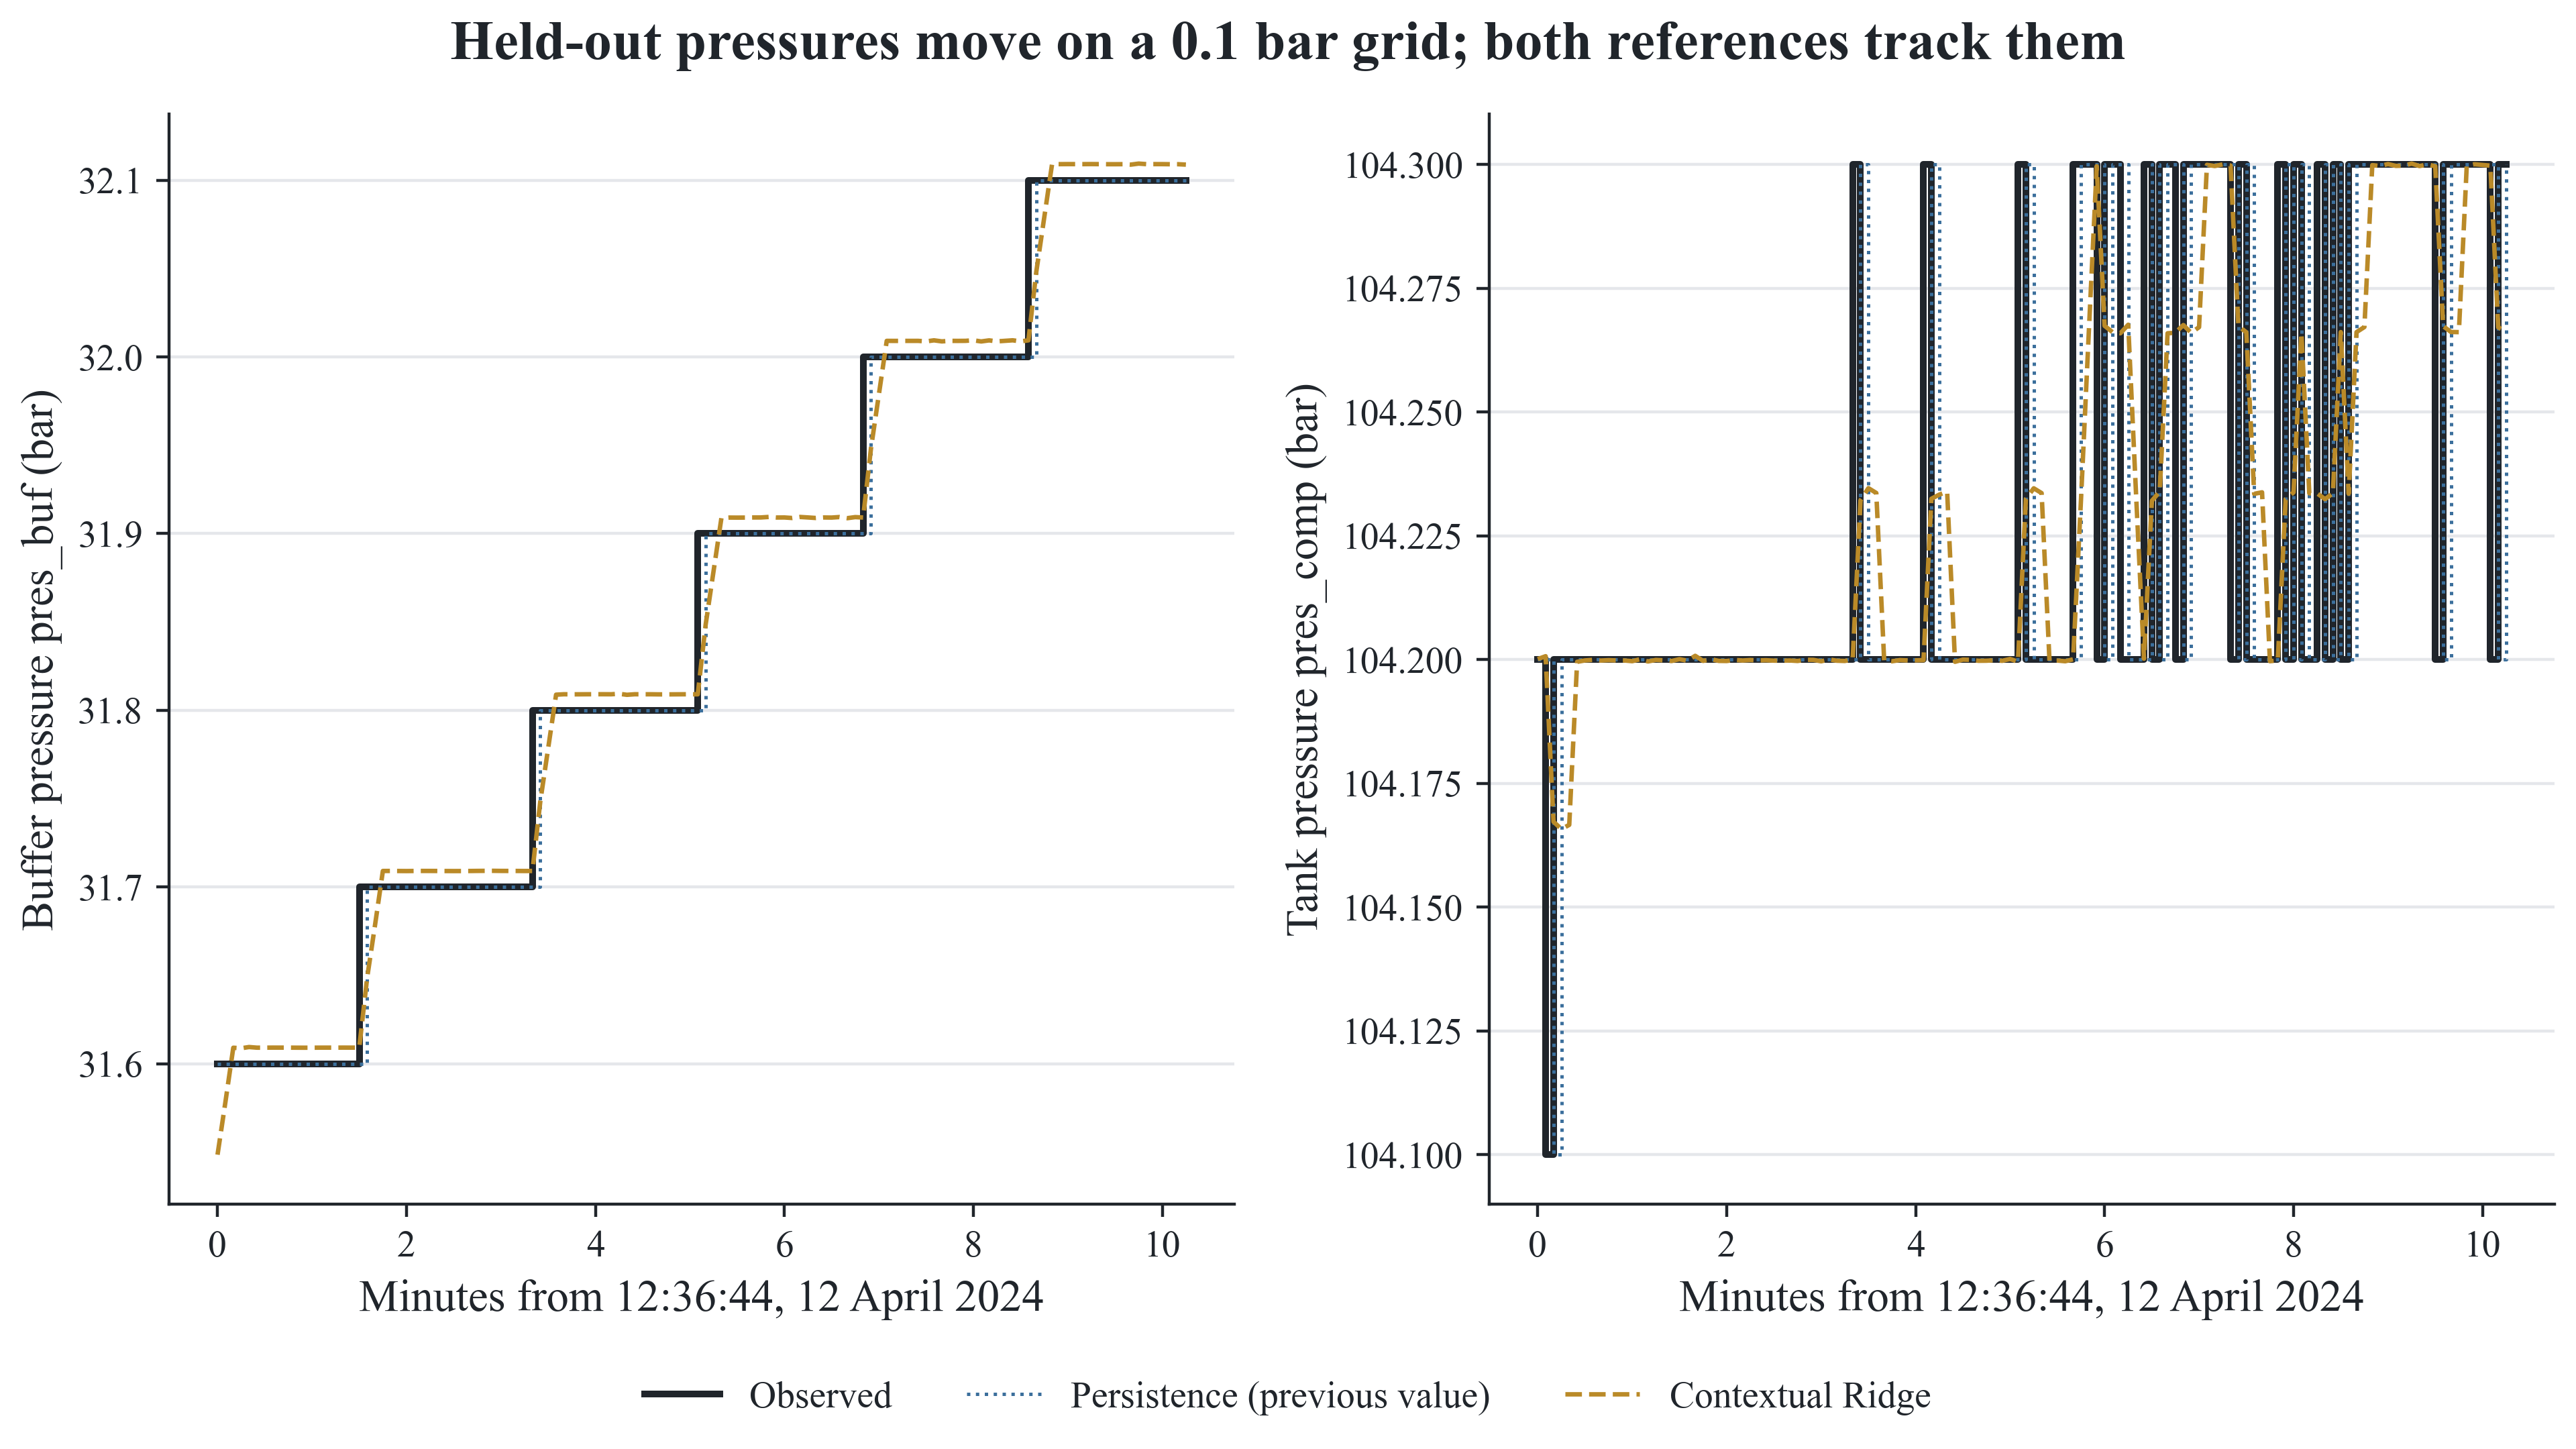 Held-out pressures move on a 0.1 bar grid; both references track them
Buffer pressure pres_buf (bar)
32.1
32.0
31.9
31.8
31.7
31.6
0 2 4 6 8 10
Minutes from 12:36:44, 12 April 2024
Tank pressure pres_comp (bar)
104.300
104.275
104.250
104.225
104.200
104.175
104.150
104.125
104.100
0 2 4 6 8 10
Minutes from 12:36:44, 12 April 2024
Observed
Persistence (previous value)
Contextual Ridge